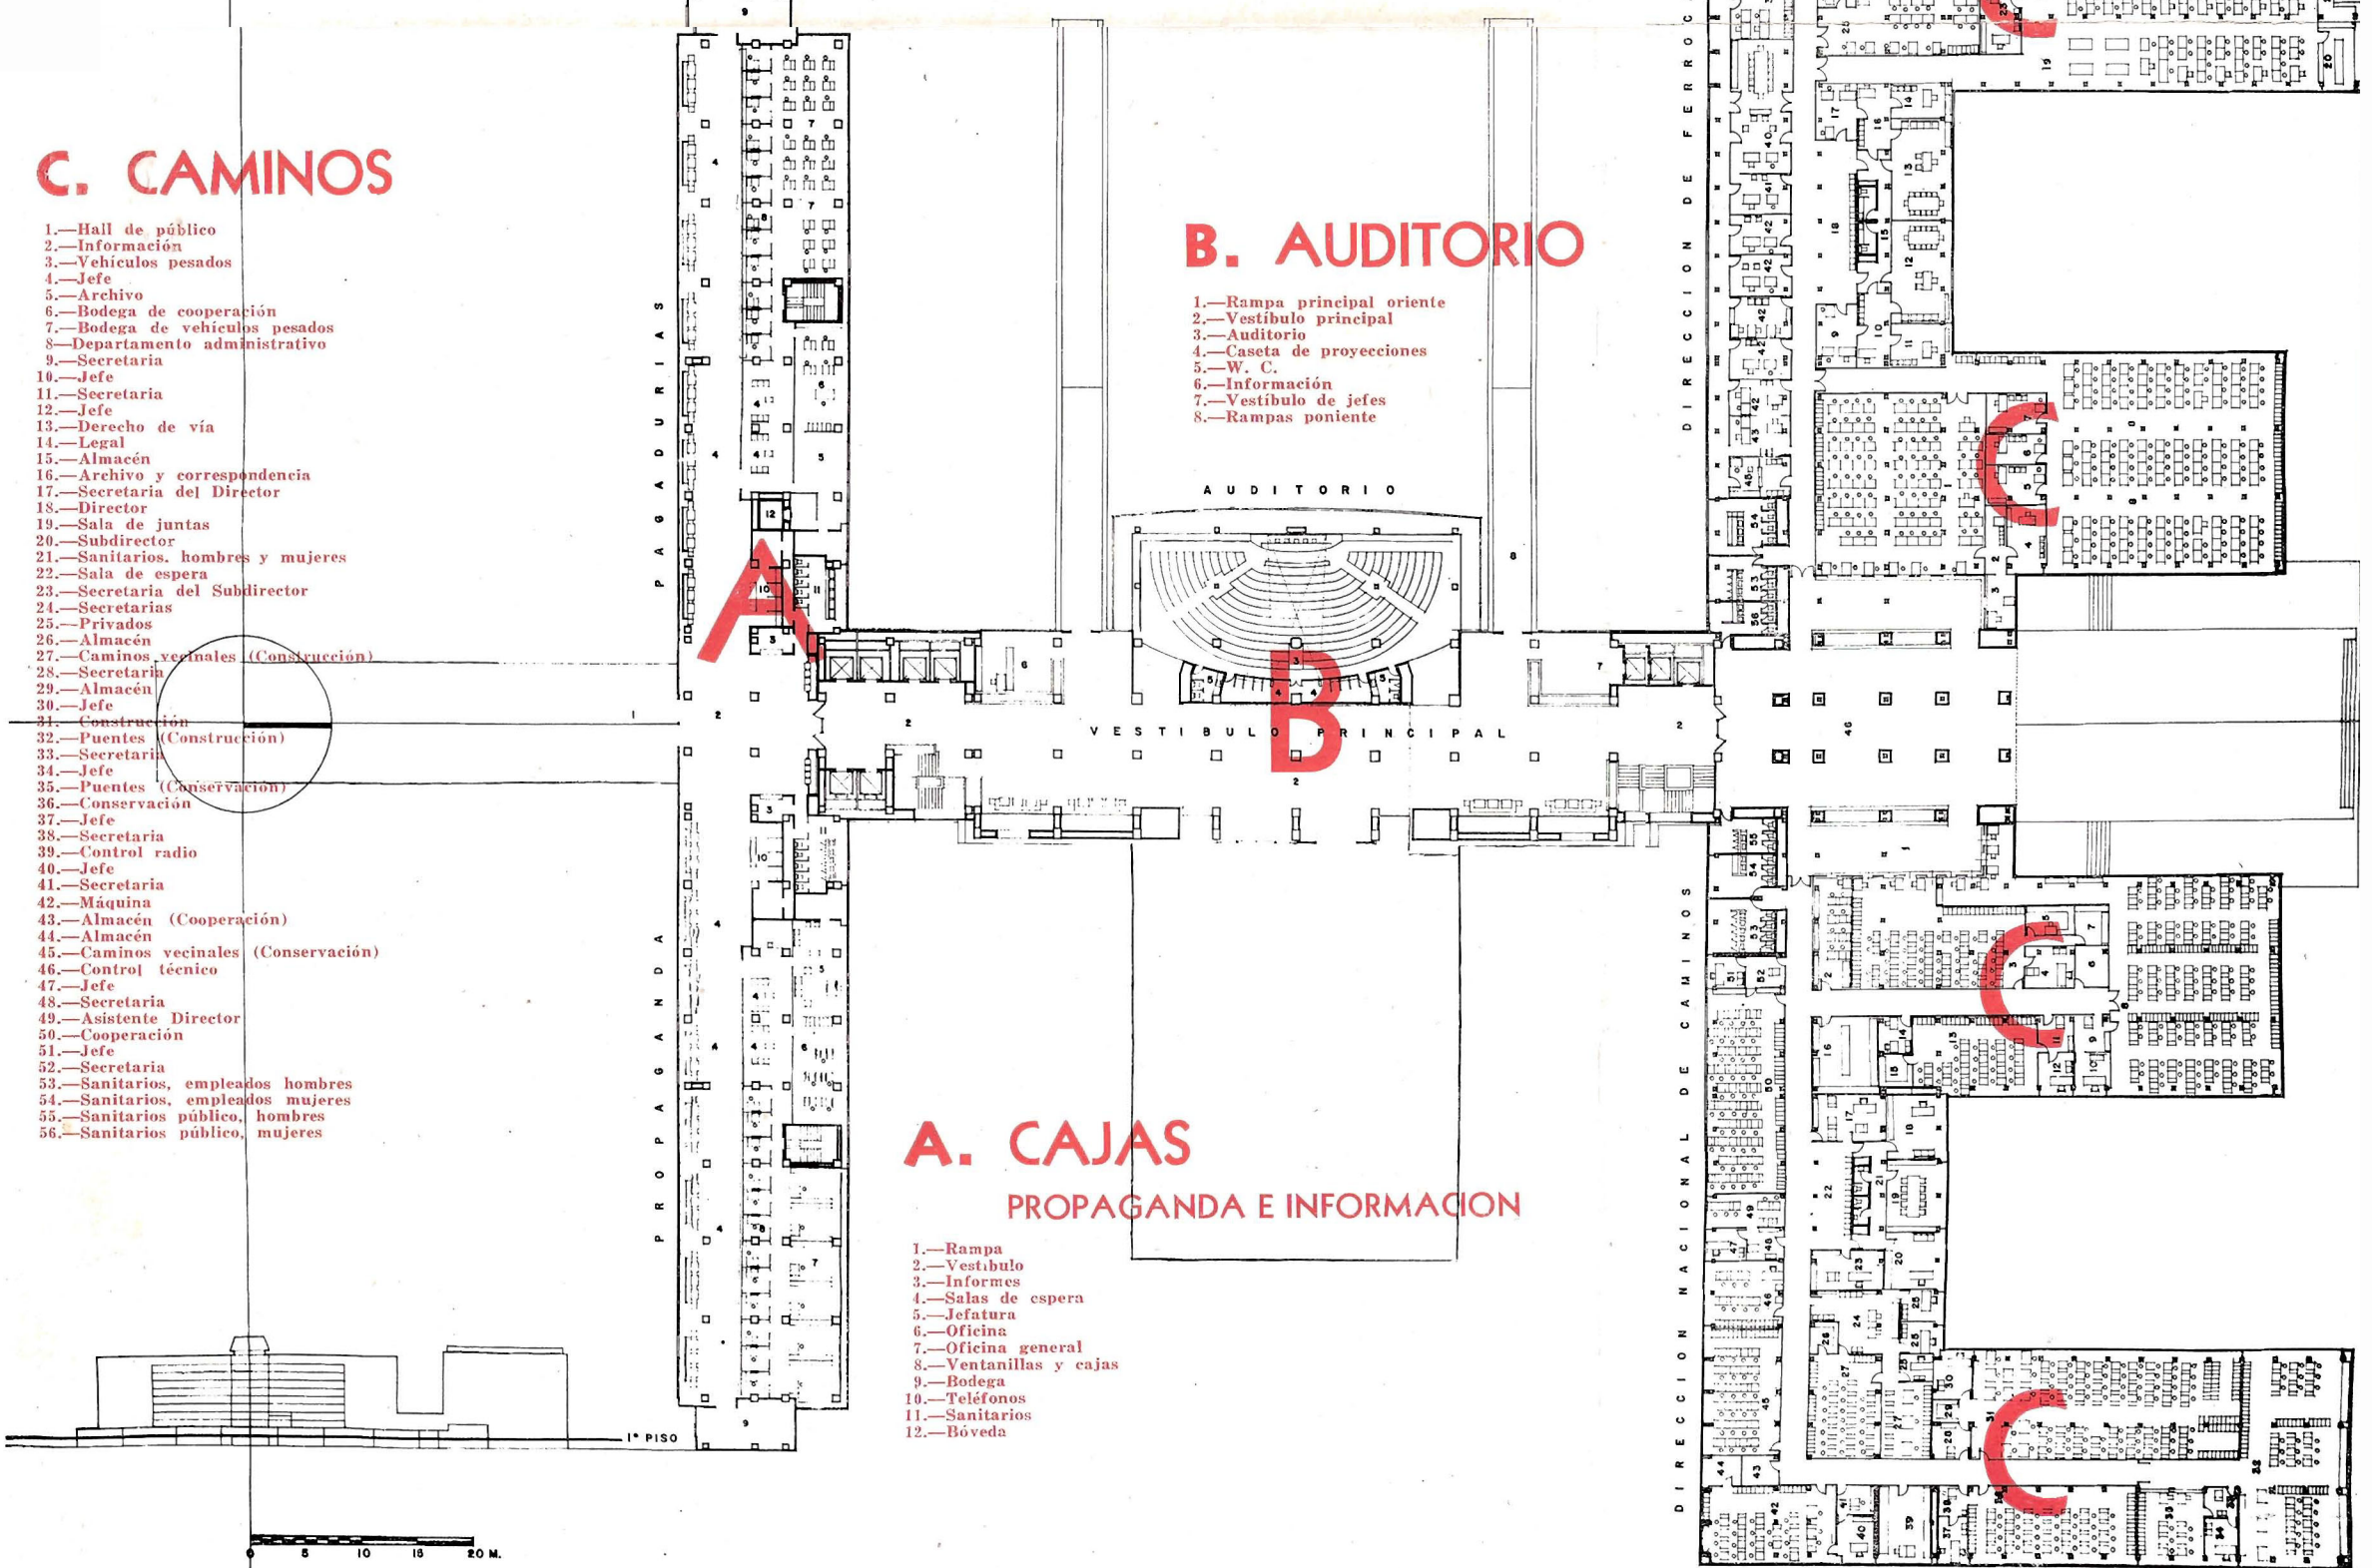 C. CAMINOS
1.—Hall de público
2.—Información
3.—Vehículos pesados
4.—Jefe
5.—Archivo
6.—Bodega de cooperación
7.—Bodega de vehículos pesados
8—Departamento administrativo
9.—Secretaria
10.—Jefe
11.—Secretaria
12.—Jefe
13.—Derecho de vía
14.—Legal
15.—Almacén
16.—Archivo y correspondencia
17.—Secretaria del Director
18.—Director
19.—Sala de juntas
20.—Subdirector
21.—Sanitarios. hombres y mujeres
22.—Sala de espera
23.—Secretaria del Subdirector
24.—Secretarias
25.—Privados
26.—Almacén
27.—Caminos vecinales (Construcción)
28.—Secretaria
29.—Almacén
30.—Jefe
31.—Construcción
32.—Puentes (Construcción)
33.—Secretaria
34.—Jefe
35.—Puentes (Conservación)
36.—Conservación
37.—Jefe
38.—Secretaria
39.—Control radio
40.—Jefe
41.—Secretaria
42.—Máquina
43.—Almacén (Cooperación)
44.—Almacén
45.—Caminos vecinales (Conservación)
46.—Control técnico
47.—Jefe
48.—Secretaria
49.—Asistente Director
50.—Cooperación
51.—Jefe
52.—Secretaria
53.—Sanitarios, empleados hombres
54.—Sanitarios, empleados mujeres
55.—Sanitarios público, hombres
56.—Sanitarios público, mujeres
1º PISO
0 5 10 15 20 M.
PAGADURIAS
PROPAGANDA
A
B. AUDITORIO
1.—Rampa principal oriente
2.—Vestíbulo principal
3.—Auditorio
4.—Caseta de proyecciones
5.—W. C.
6.—Información
7.—Vestíbulo de jefes
8.—Rampas poniente
AUDITORIO
B
VESTIBULO PRINCIPAL
A. CAJAS
PROPAGANDA E INFORMACION
1.—Rampa
2.—Vestibulo
3.—Informes
4.—Salas de espera
5.—Jefatura
6.—Oficina
7.—Oficina general
8.—Ventanillas y cajas
9.—Bodega
10.—Teléfonos
11.—Sanitarios
12.—Bóveda
DIRECCION DE FERROC
DIRECCION NACIONAL DE CAMINOS
C
C
C
C